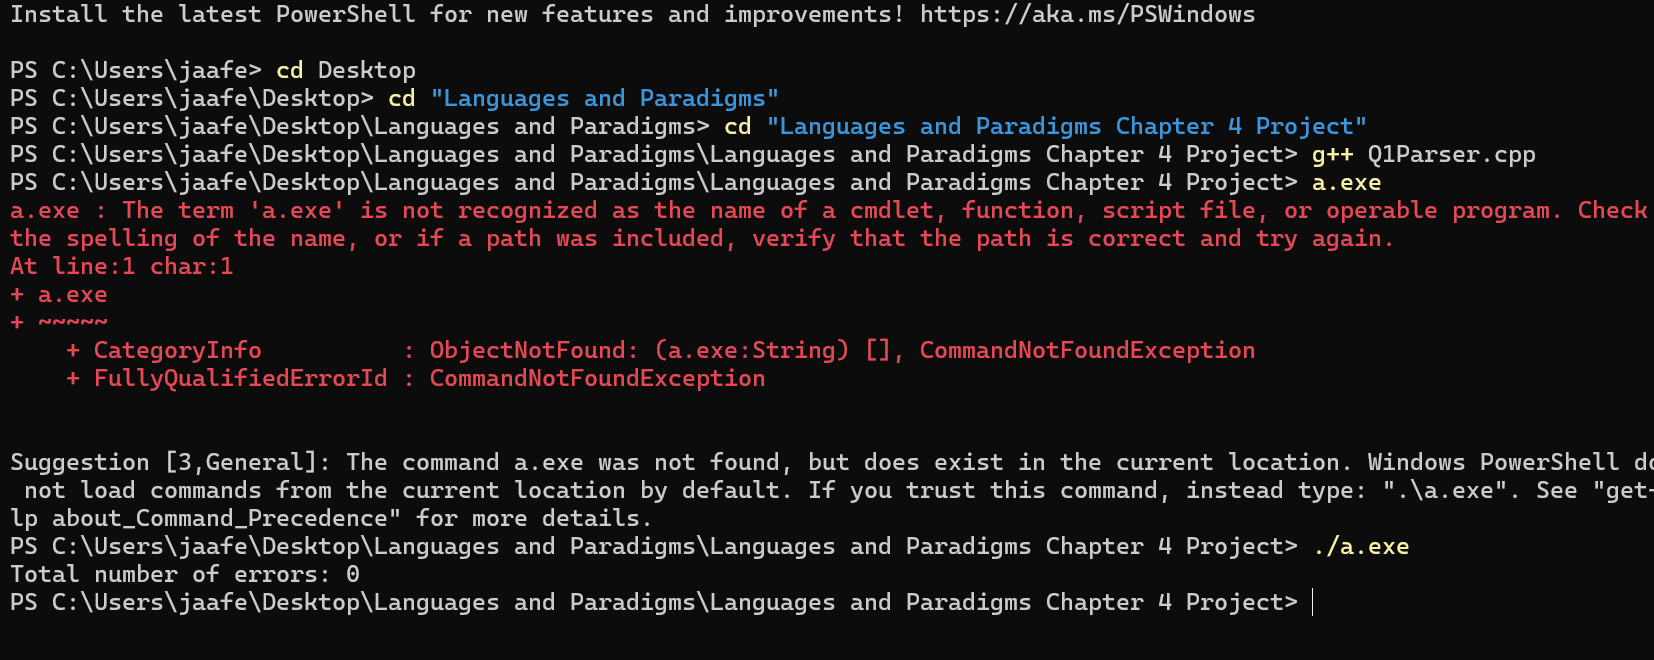 Install the latest PowerShell for new features and improvements! https://aka.ms/PSWindows
PS C:\Users\jaafe> cd Desktop
PS C:\Users\jaafe\Desktop> cd "Languages and Paradigms"
PS C:\Users\jaafe\Desktop\Languages and Paradigms> cd "Languages and Paradigms Chapter 4 Project"
PS C:\Users\jaafe\Desktop\Languages and Paradigms\Languages and Paradigms Chapter 4 Project> g++ Q1Parser.cpp
PS C:\Users\jaafe\Desktop\Languages and Paradigms\Languages and Paradigms Chapter 4 Project> a.exe
a.exe : The term 'a.exe' is not recognized as the name of a cmdlet, function, script file, or operable program. Check
the spelling of the name, or if a path was included, verify that the path is correct and try again.
At line:1 char:1
+ a.exe
+ ~~~~~
    + CategoryInfo          : ObjectNotFound: (a.exe:String) [], CommandNotFoundException
    + FullyQualifiedErrorId : CommandNotFoundException
Suggestion [3,General]: The command a.exe was not found, but does exist in the current location. Windows PowerShell do
 not load commands from the current location by default. If you trust this command, instead type: ".\a.exe". See "get-
lp about_Command_Precedence" for more details.
PS C:\Users\jaafe\Desktop\Languages and Paradigms\Languages and Paradigms Chapter 4 Project> ./a.exe
Total number of errors: 0
PS C:\Users\jaafe\Desktop\Languages and Paradigms\Languages and Paradigms Chapter 4 Project>